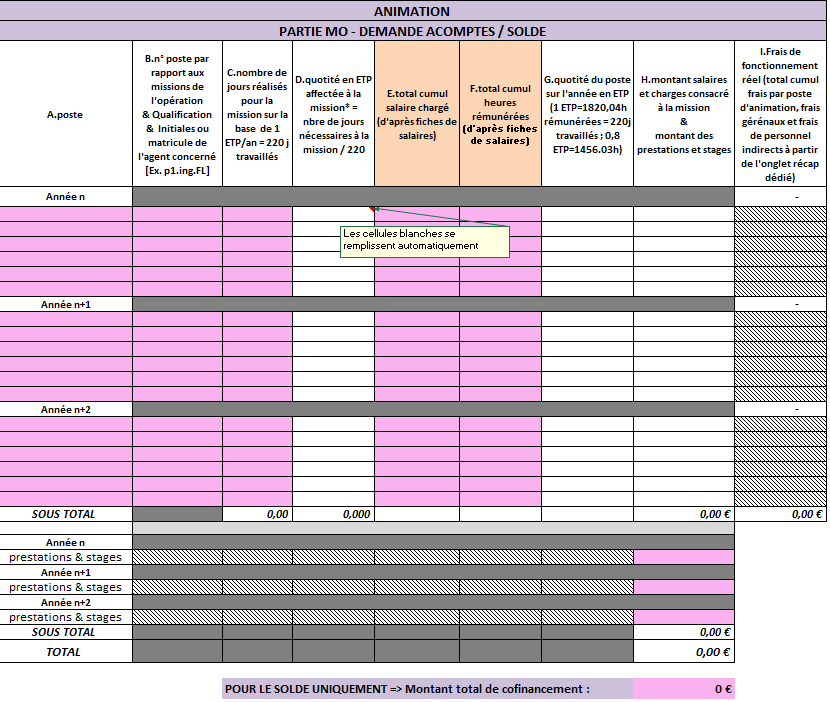 ANIMATION
PARTIE MO - DEMANDE ACOMPTES / SOLDE
A.poste
B.n° poste par
rapport aux
missions de
l'opération
& Qualification
& Initiales ou
matricule de
l'agent concerné
[Ex. p1.ing.FL]
C.nombre de
jours réalisés
pour la
mission sur la
base de 1
ETP/an = 220 j
travaillés
D.quotité en ETP
affectée à la
mission* =
nbre de jours
nécessaires à la
mission / 220
E.total cumul
salaire chargé
(d'après fiches de
salaires)
F.total cumul
heures
rémunérées
(d'après fiches
de salaires)
G.quotité du poste
sur l'année en ETP
(1 ETP=1820,04h
rémunérées = 220j
travaillés ; 0,8
ETP=1456.03h)
H.montant salaires
et charges consacré
à la mission
&
montant des
prestations et stages
I.Frais de
fonctionnement
réel (total cumul
frais par poste
d'animation, frais
gérénaux et frais
de personnel
indirects à partir
de l'onglet récap
dédié)
Année n -
Les cellules blanches se
remplissent automatiquement
Année n+1 -
Année n+2 -
SOUS TOTAL 0,00 0,000 0,00 € 0,00 €
Année n
prestations & stages
Année n+1
prestations & stages
Année n+2
prestations & stages
SOUS TOTAL 0,00 €
TOTAL 0,00 €
POUR LE SOLDE UNIQUEMENT => Montant total de cofinancement : 0 €